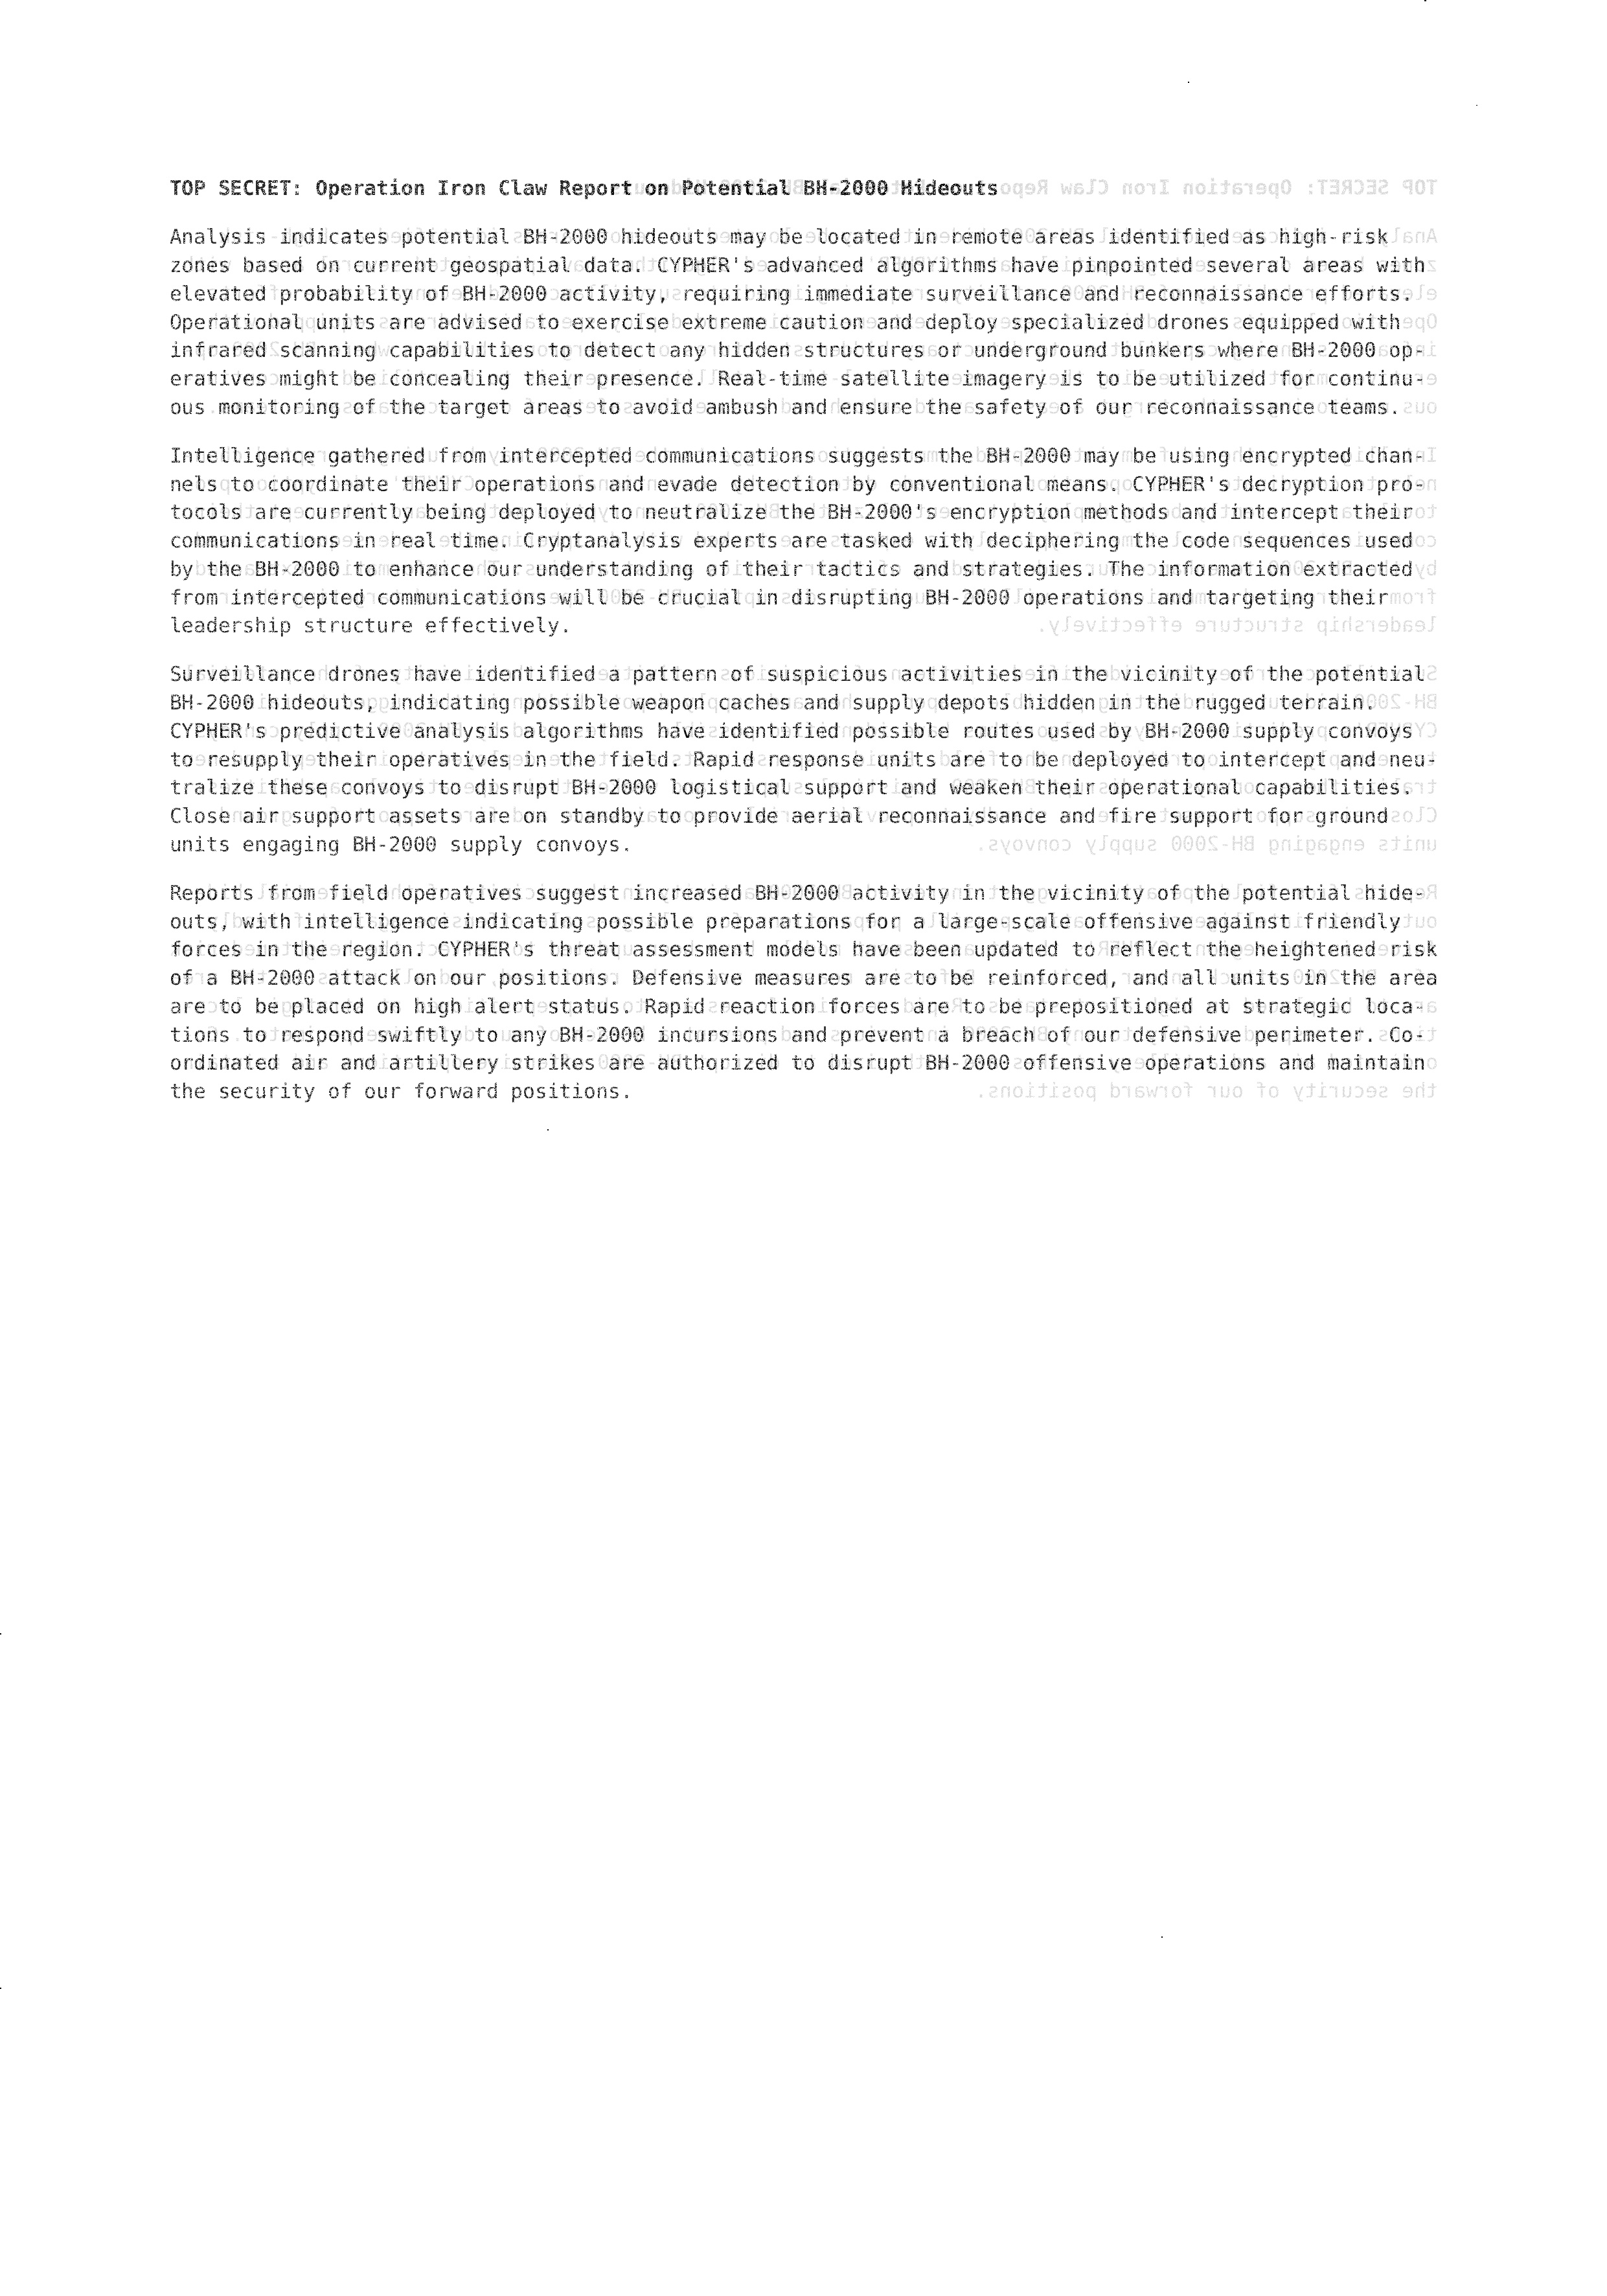 TOP SECRET: Operation Iron Claw Report on Potential BH-2000 Hideouts
Analysis indicates potential BH-2000 hideouts may be located in remote areas identified as high-risk
zones based on current geospatial data. CYPHER's advanced algorithms have pinpointed several areas with
elevated probability of BH-2000 activity, requiring immediate surveillance and reconnaissance efforts.
Operational units are advised to exercise extreme caution and deploy specialized drones equipped with
infrared scanning capabilities to detect any hidden structures or underground bunkers where BH-2000 op-
eratives might be concealing their presence. Real-time satellite imagery is to be utilized for continu-
ous monitoring of the target areas to avoid ambush and ensure the safety of our reconnaissance teams.
Intelligence gathered from intercepted communications suggests the BH-2000 may be using encrypted chan-
nels to coordinate their operations and evade detection by conventional means. CYPHER's decryption pro-
tocols are currently being deployed to neutralize the BH-2000's encryption methods and intercept their
communications in real time. Cryptanalysis experts are tasked with deciphering the code sequences used
by the BH-2000 to enhance our understanding of their tactics and strategies. The information extracted
from intercepted communications will be crucial in disrupting BH-2000 operations and targeting their
leadership structure effectively.
Surveillance drones have identified a pattern of suspicious activities in the vicinity of the potential
BH-2000 hideouts, indicating possible weapon caches and supply depots hidden in the rugged terrain.
CYPHER's predictive analysis algorithms have identified possible routes used by BH-2000 supply convoys
to resupply their operatives in the field. Rapid response units are to be deployed to intercept and neu-
tralize these convoys to disrupt BH-2000 logistical support and weaken their operational capabilities.
Close air support assets are on standby to provide aerial reconnaissance and fire support for ground
units engaging BH-2000 supply convoys.
Reports from field operatives suggest increased BH-2000 activity in the vicinity of the potential hide-
outs, with intelligence indicating possible preparations for a large-scale offensive against friendly
forces in the region. CYPHER's threat assessment models have been updated to reflect the heightened risk
of a BH-2000 attack on our positions. Defensive measures are to be reinforced, and all units in the area
are to be placed on high alert status. Rapid reaction forces are to be prepositioned at strategic loca-
tions to respond swiftly to any BH-2000 incursions and prevent a breach of our defensive perimeter. Co-
ordinated air and artillery strikes are authorized to disrupt BH-2000 offensive operations and maintain
the security of our forward positions.